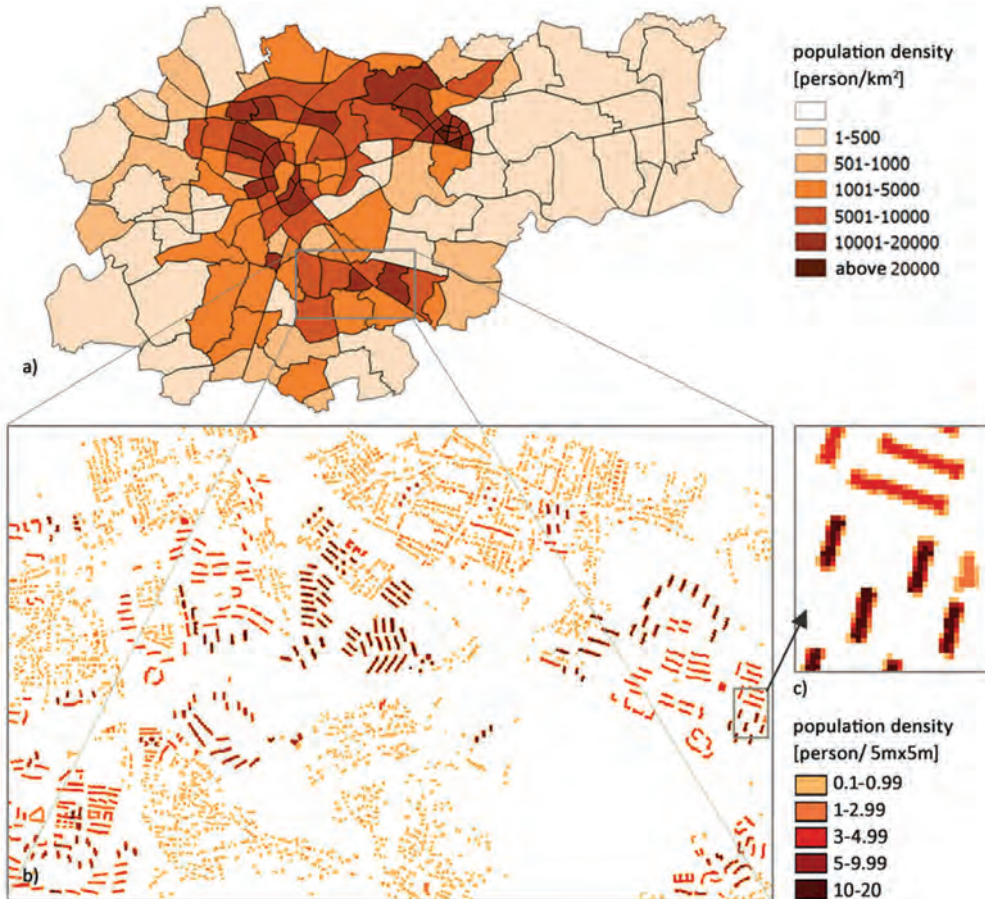 population density
[person/km²]
1-500
501-1000
1001-5000
5001-10000
10001-20000
above 20000
a)
b)
c)
population density
[person/ 5mx5m]
0.1-0.99
1-2.99
3-4.99
5-9.99
10-20